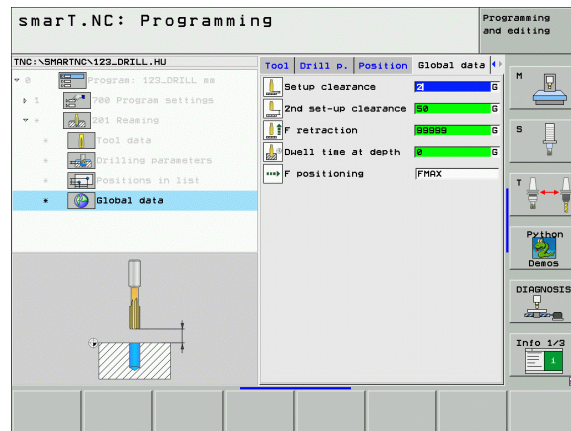 smarT.NC: Programming
Programming
and editing
TNC:\SMARTNC\123_DRILL.HU
0 Program: 123_DRILL mm
1 700 Program settings
* 201 Reaming
* Tool data
* Drilling parameters
* Positions in list
* Global data
Tool Drill p. Position Global data
Setup clearance 2 G
2nd set-up clearance 50 G
F retraction 99999 G
Dwell time at depth 0 G
F positioning FMAX
M
S
T
Python
Demos
DIAGNOSIS
Info 1/3
i